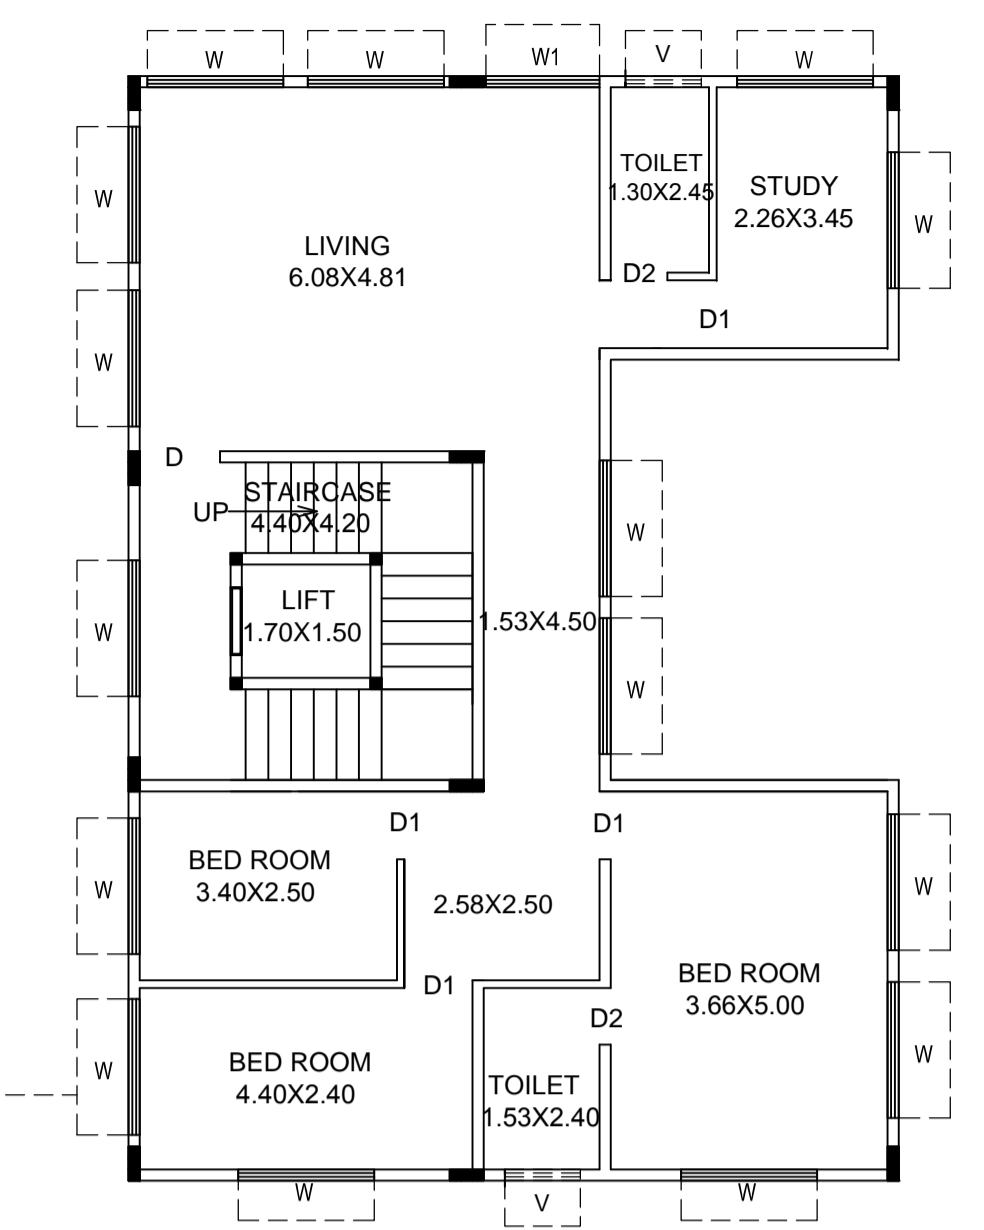 W
W
W1
V
W
W
TOILET
1.30X2.45
STUDY
2.26X3.45
W
LIVING
6.08X4.81
D2
D1
W
D
STAIRCASE
UP
4.40X4.20
W
LIFT
1.70X1.50
1.53X4.50
W
W
D1
D1
BED ROOM
3.40X2.50
W
2.58X2.50
W
BED ROOM
3.66X5.00
D1
D2
BED ROOM
4.40X2.40
W
TOILET
1.53X2.40
W
W
V
W